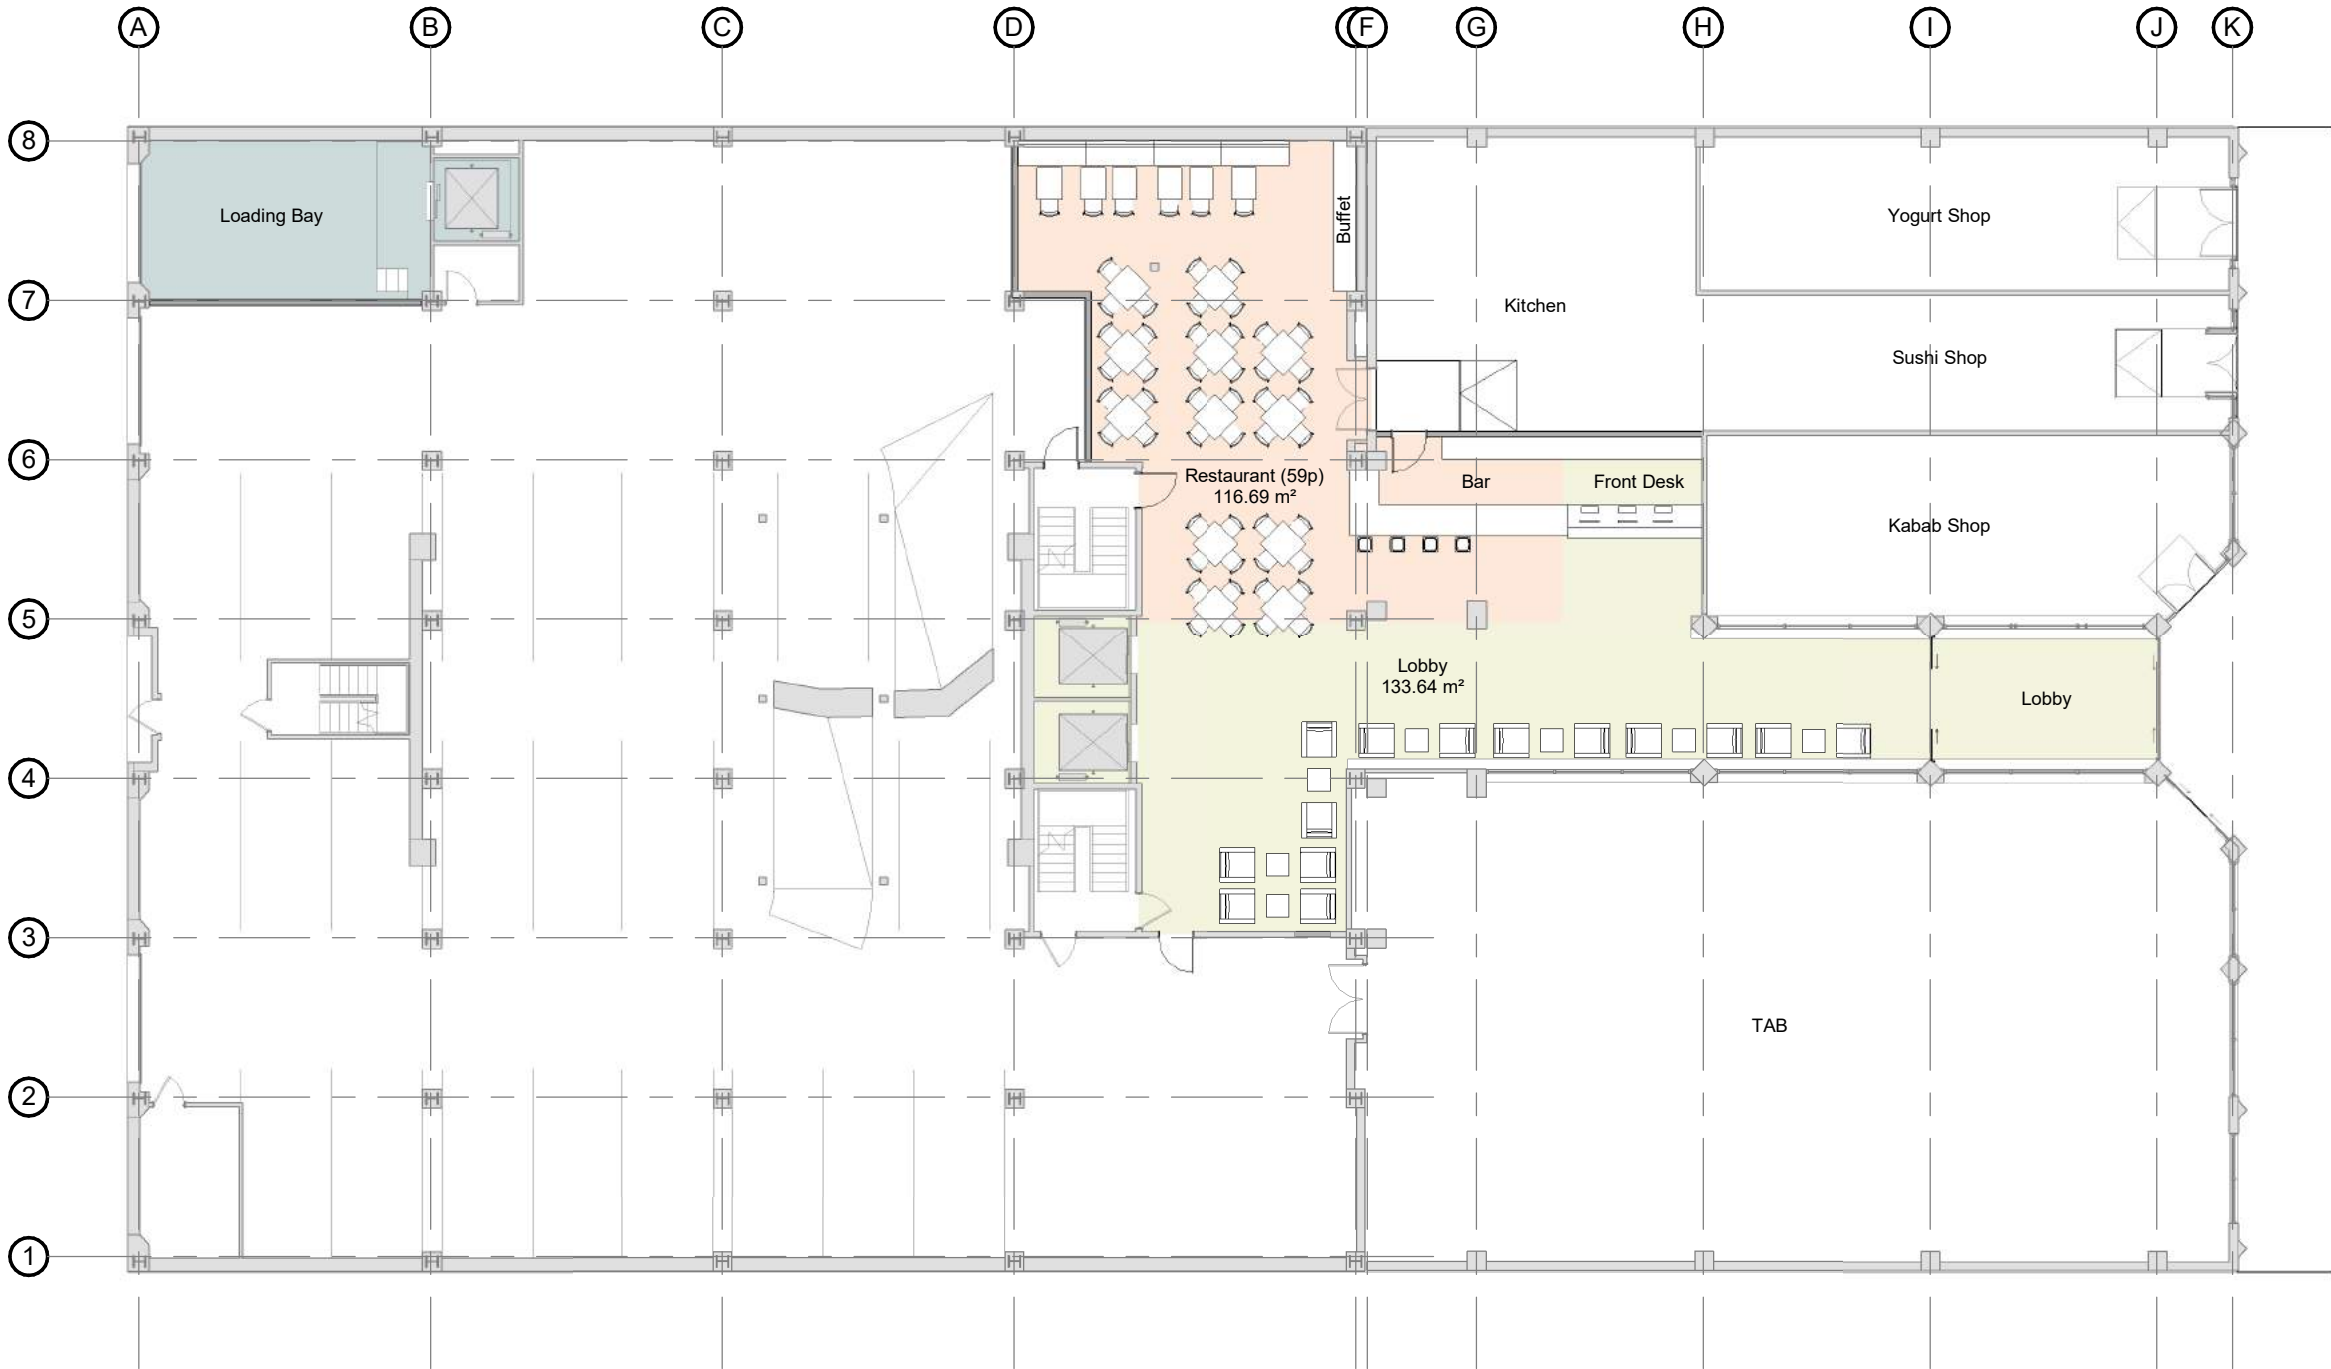 A
B
C
D
F
G
H
I
J
K
8
Loading Bay
Buffet
Yogurt Shop
7
Kitchen
Sushi Shop
6
Restaurant (59p)
116.69 m²
Bar
Front Desk
Kabab Shop
5
Lobby
133.64 m²
Lobby
4
3
TAB
2
1